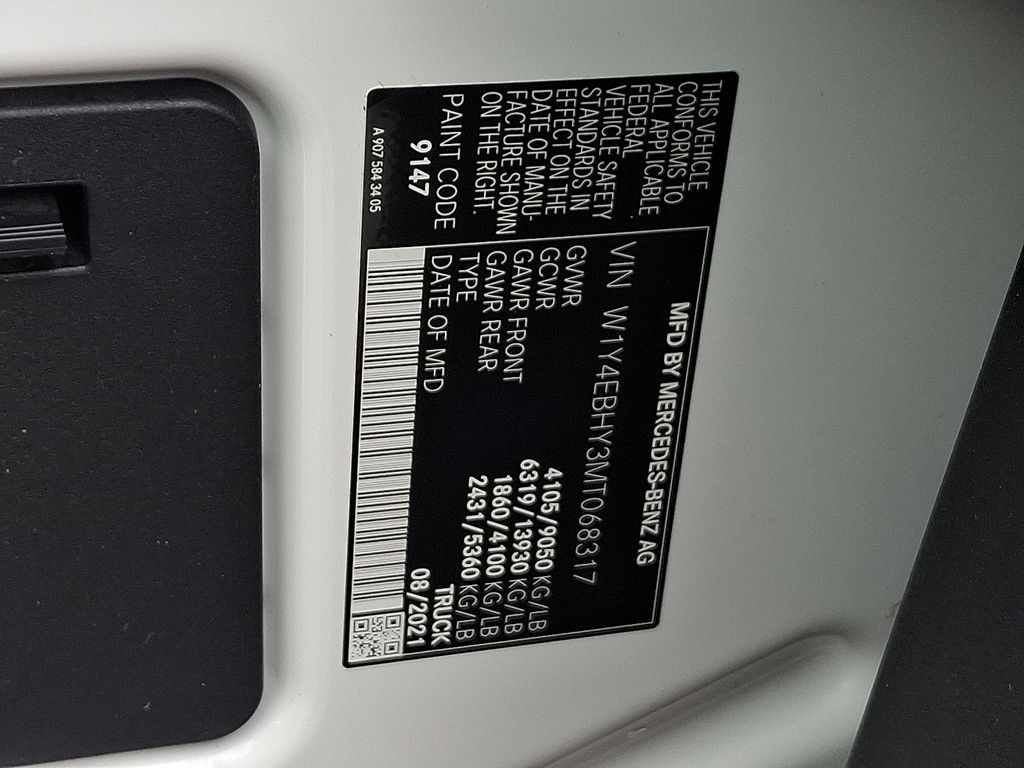 THIS VEHICLE
CONFORMS TO
ALL APPLICABLE
FEDERAL
VEHICLE SAFETY
STANDARDS IN
EFFECT ON THE
DATE OF MANU-
FACTURE SHOWN
ON THE RIGHT.
PAINT CODE
9147
A 907 584 34 05
MFD BY MERCEDES-BENZ AG
VIN W1Y4EBHY3MT068317
GVWR 4105/9050 KG/LB
GCWR 6319/13930 KG/LB
GAWR FRONT 1860/4100 KG/LB
GAWR REAR 2431/5360 KG/LB
TYPE TRUCK
DATE OF MFD 08/2021